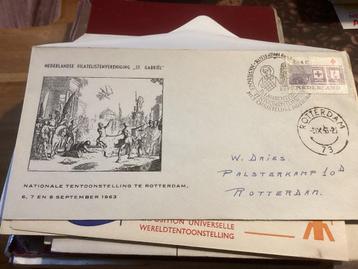 NEDERLANDSE FILATELISTENVERENIGING „ST. GABRIËL"
NEDERLAND
ROTTERDAM
73
W. Dries.
Palsterkamp 10D
Rotterdam.
NATIONALE TENTOONSTELLING TE ROTTERDAM,
6, 7 EN 8 SEPTEMBER 1963
EXPOSITION UNIVERSELLE
WERELDTENTOONSTELLING